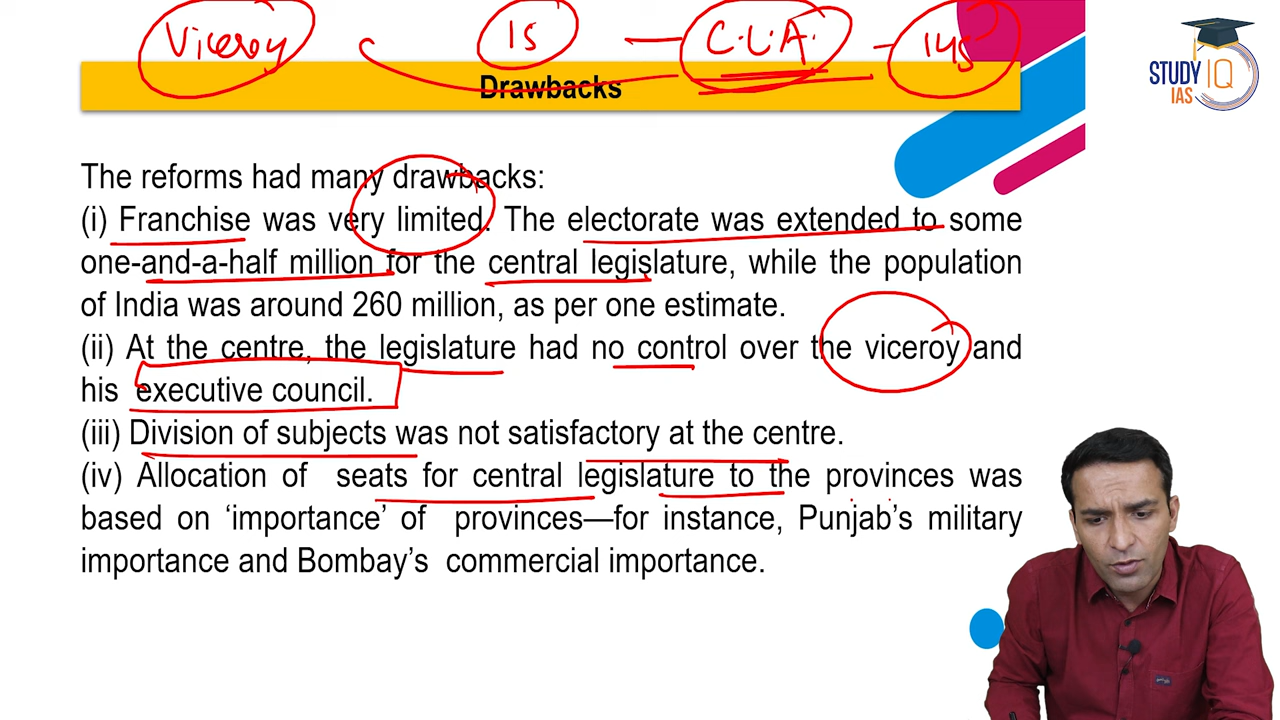 Viceroy 15 — C.L.A. — 145
STUDY IQ
IAS
Drawbacks
The reforms had many drawbacks:
(i) Franchise was very limited. The electorate was extended to some
one-and-a-half million for the central legislature, while the population
of India was around 260 million, as per one estimate.
(ii) At the centre, the legislature had no control over the viceroy and
his executive council.
(iii) Division of subjects was not satisfactory at the centre.
(iv) Allocation of seats for central legislature to the provinces was
based on ‘importance’ of provinces—for instance, Punjab’s military
importance and Bombay’s commercial importance.